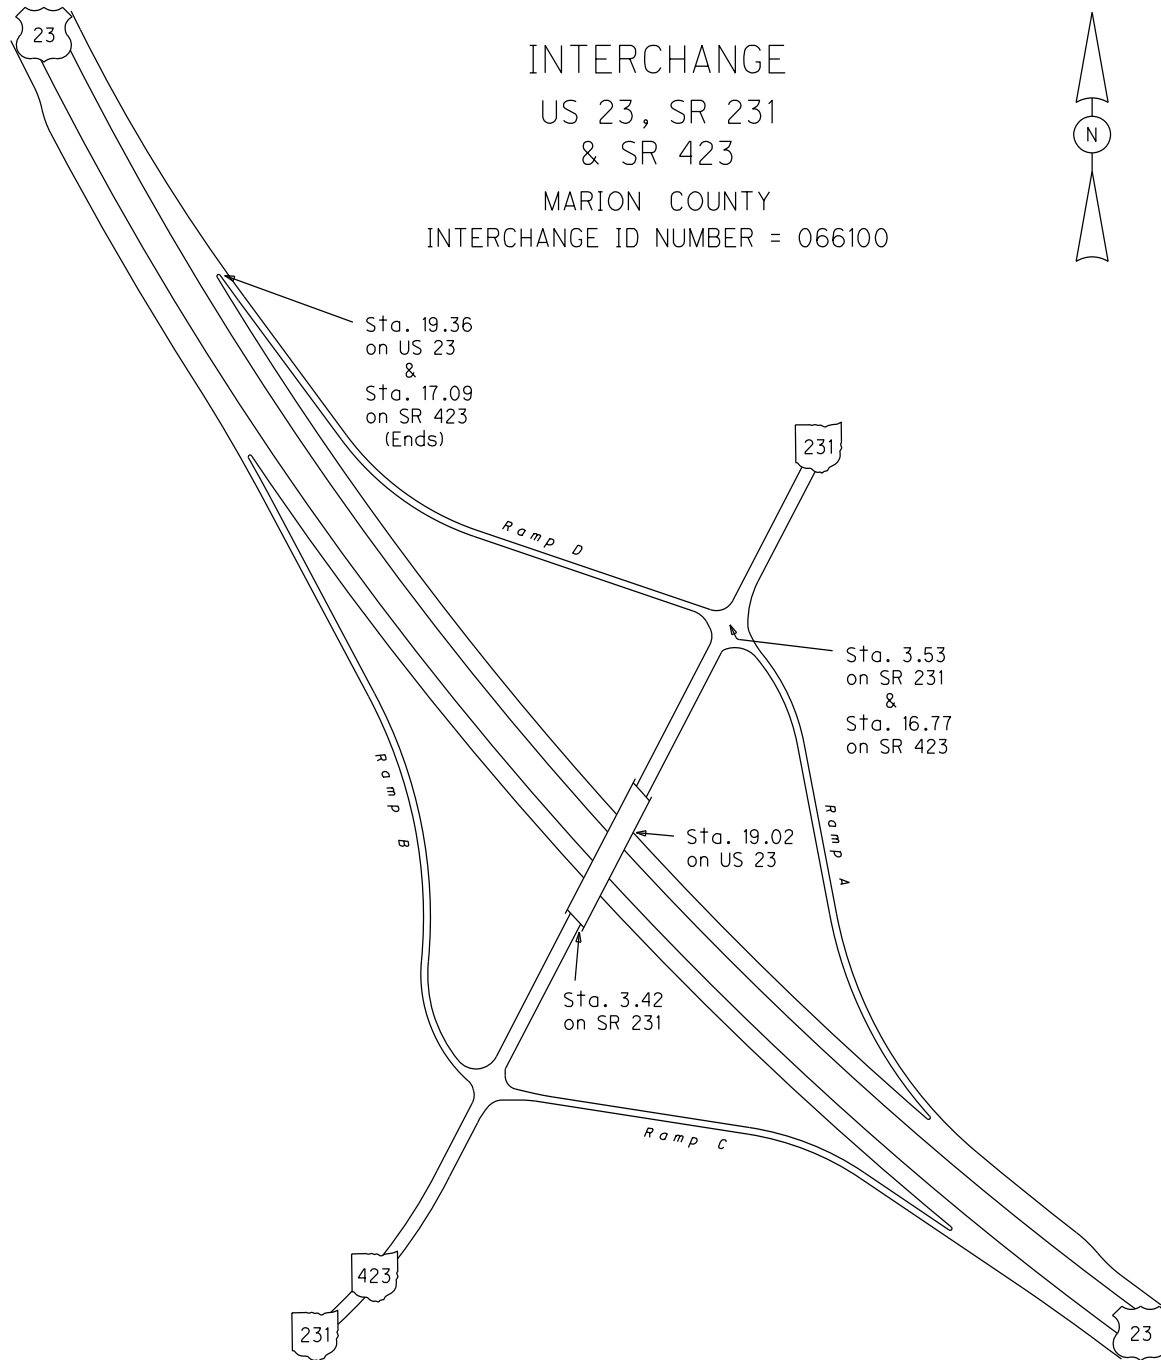 23
INTERCHANGE
US 23, SR 231
& SR 423
MARION COUNTY
INTERCHANGE ID NUMBER = 066100
N
Sta. 19.36
on US 23
&
Sta. 17.09
on SR 423
(Ends)
231
Ramp D
Sta. 3.53
on SR 231
&
Sta. 16.77
on SR 423
Ramp B
Ramp A
Sta. 19.02
on US 23
Sta. 3.42
on SR 231
Ramp C
423
231
23